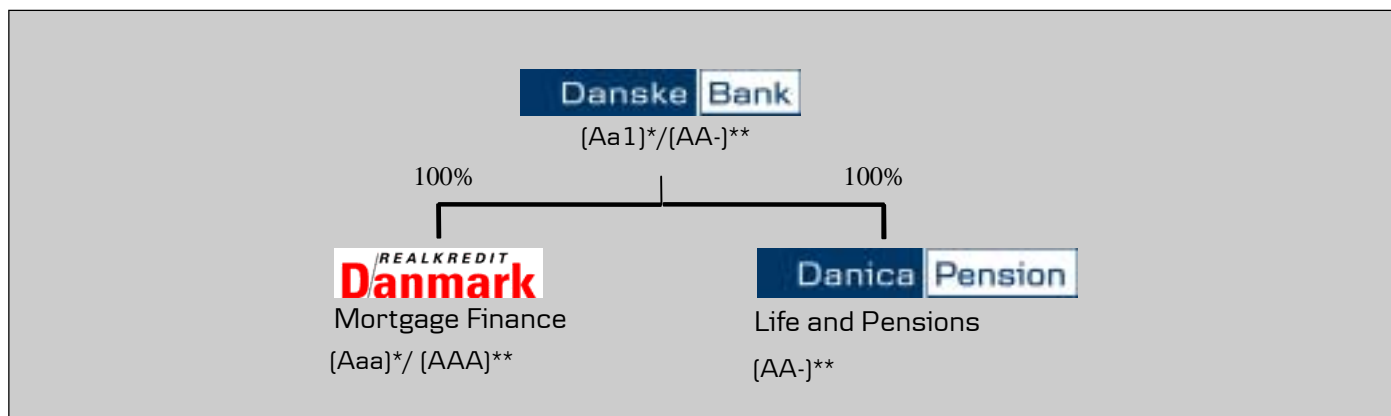 Danske Bank
(Aa1)*/(AA-)**
100% 100%
REALKREDIT
Danmark
Danica Pension
Mortgage Finance
Life and Pensions
(Aaa)*/ (AAA)**
(AA-)**